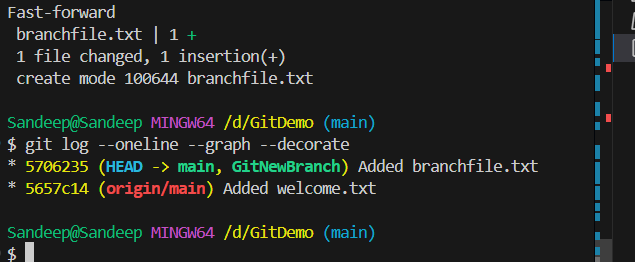 Fast-forward
branchfile.txt | 1 +
1 file changed, 1 insertion(+)
create mode 100644 branchfile.txt
Sandeep@Sandeep MINGW64 /d/GitDemo (main)
$ git log --oneline --graph --decorate
* 5706235 (HEAD -> main, GitNewBranch) Added branchfile.txt
* 5657c14 (origin/main) Added welcome.txt
Sandeep@Sandeep MINGW64 /d/GitDemo (main)
$